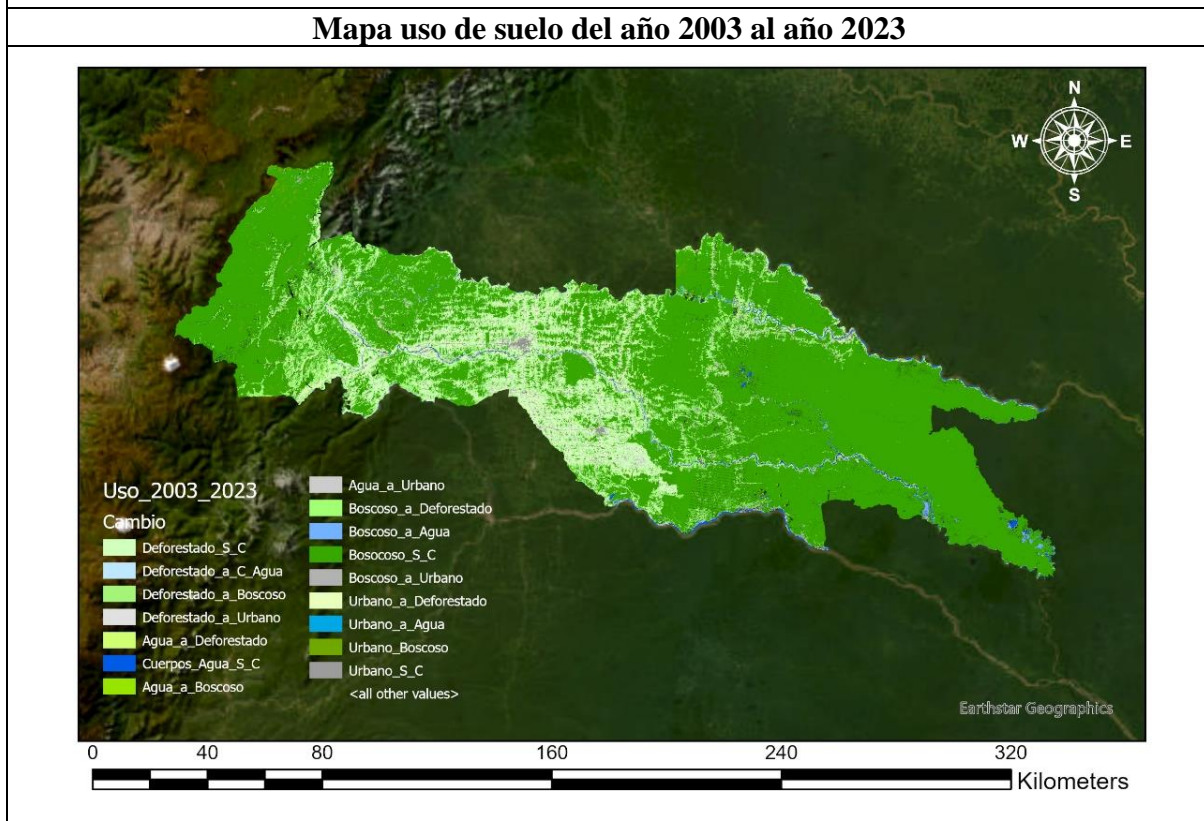 Mapa uso de suelo del año 2003 al año 2023
N
W E
S
Uso_2003_2023
Cambio
Deforestado_S_C
Deforestado_a_C_Agua
Deforestado_a_Boscoso
Deforestado_a_Urbano
Agua_a_Deforestado
Cuerpos_Agua_S_C
Agua_a_Boscoso
Agua_a_Urbano
Boscoso_a_Deforestado
Boscoso_a_Agua
Bosocoso_S_C
Boscoso_a_Urbano
Urbano_a_Deforestado
Urbano_a_Agua
Urbano_Boscoso
Urbano_S_C
<all other values>
Earthstar Geographics
0 40 80 160 240 320
Kilometers